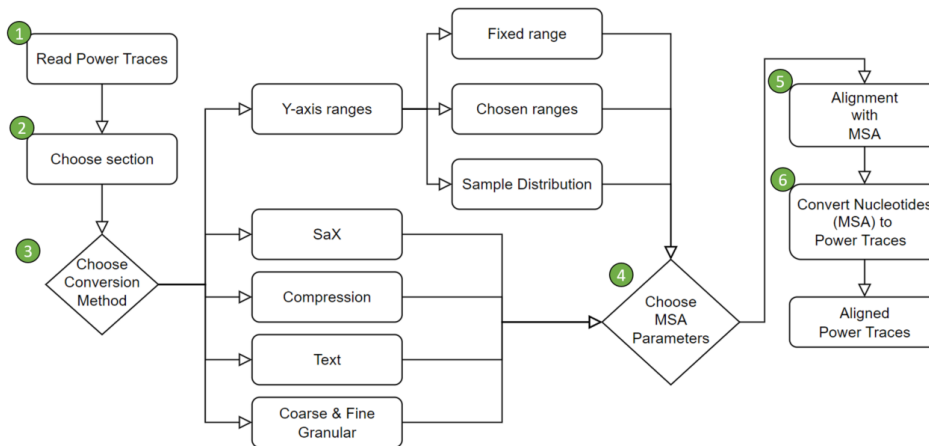 1
Read Power Traces
2
Choose section
3
Choose
Conversion
Method
Y-axis ranges
Fixed range
Chosen ranges
Sample Distribution
SaX
Compression
Text
Coarse & Fine
Granular
4
Choose
MSA
Parameters
5
Alignment
with
MSA
6
Convert Nucleotides
(MSA) to
Power Traces
Aligned
Power Traces